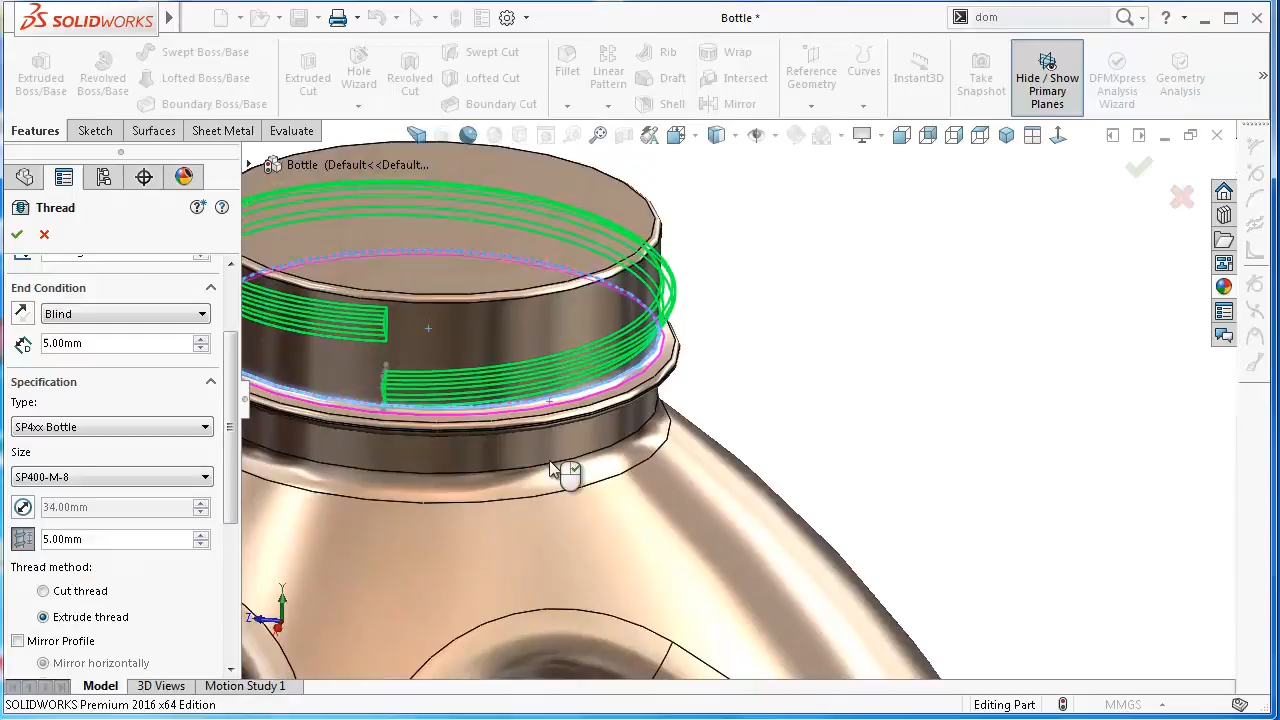 SOLIDWORKS
Bottle *
dom
Extruded Boss/Base
Revolved Boss/Base
Swept Boss/Base
Lofted Boss/Base
Boundary Boss/Base
Extruded Cut
Hole Wizard
Revolved Cut
Swept Cut
Lofted Cut
Boundary Cut
Fillet
Linear Pattern
Rib
Draft
Shell
Wrap
Intersect
Mirror
Reference Geometry
Curves
Instant3D
Take Snapshot
Hide / Show Primary Planes
DFMXpress Analysis Wizard
Geometry Analysis
Features
Sketch
Surfaces
Sheet Metal
Evaluate
Bottle (Default<<Default...
Thread
End Condition
Blind
5.00mm
Specification
Type:
SP4xx Bottle
Size
SP400-M-8
34.00mm
5.00mm
Thread method:
Cut thread
Extrude thread
Mirror Profile
Mirror horizontally
Y
Z
Model
3D Views
Motion Study 1
SOLIDWORKS Premium 2016 x64 Edition
Editing Part
MMGS